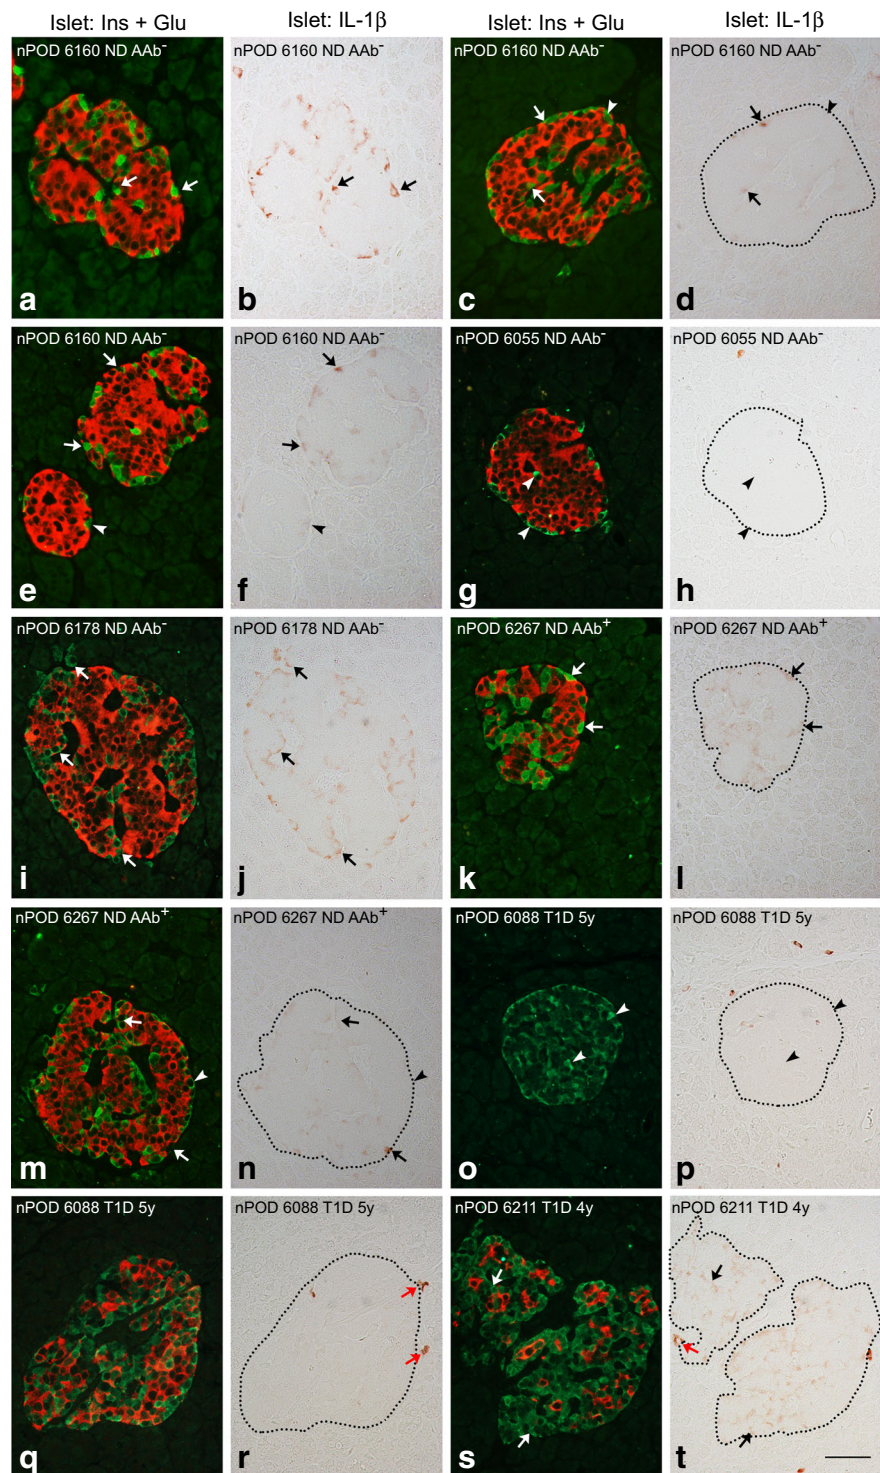 Islet: Ins + Glu
Islet: IL-1β
Islet: Ins + Glu
Islet: IL-1β
nPOD 6160 ND AAb-
a
nPOD 6160 ND AAb-
b
nPOD 6160 ND AAb-
c
nPOD 6160 ND AAb-
d
nPOD 6160 ND AAb-
e
nPOD 6160 ND AAb-
f
nPOD 6055 ND AAb-
g
nPOD 6055 ND AAb-
h
nPOD 6178 ND AAb-
i
nPOD 6178 ND AAb-
j
nPOD 6267 ND AAb+
k
nPOD 6267 ND AAb+
l
nPOD 6267 ND AAb+
m
nPOD 6267 ND AAb+
n
nPOD 6088 T1D 5y
o
nPOD 6088 T1D 5y
p
nPOD 6088 T1D 5y
q
nPOD 6088 T1D 5y
r
nPOD 6211 T1D 4y
s
nPOD 6211 T1D 4y
t